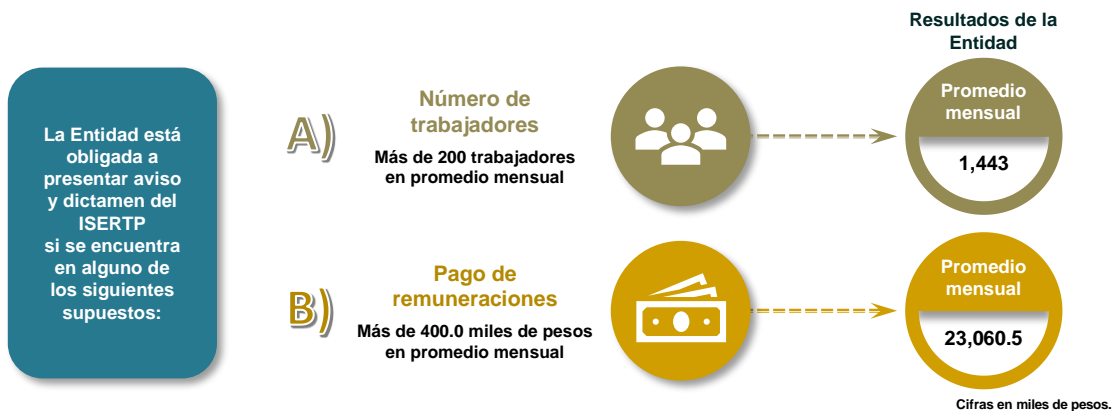 La Entidad está
obligada a
presentar aviso
y dictamen del
ISERTP
si se encuentra
en alguno de
los siguientes
supuestos:
A)
Número de
trabajadores
Más de 200 trabajadores
en promedio mensual
Resultados de la
Entidad
Promedio
mensual
1,443
B)
Pago de
remuneraciones
Más de 400.0 miles de pesos
en promedio mensual
Promedio
mensual
23,060.5
Cifras en miles de pesos.